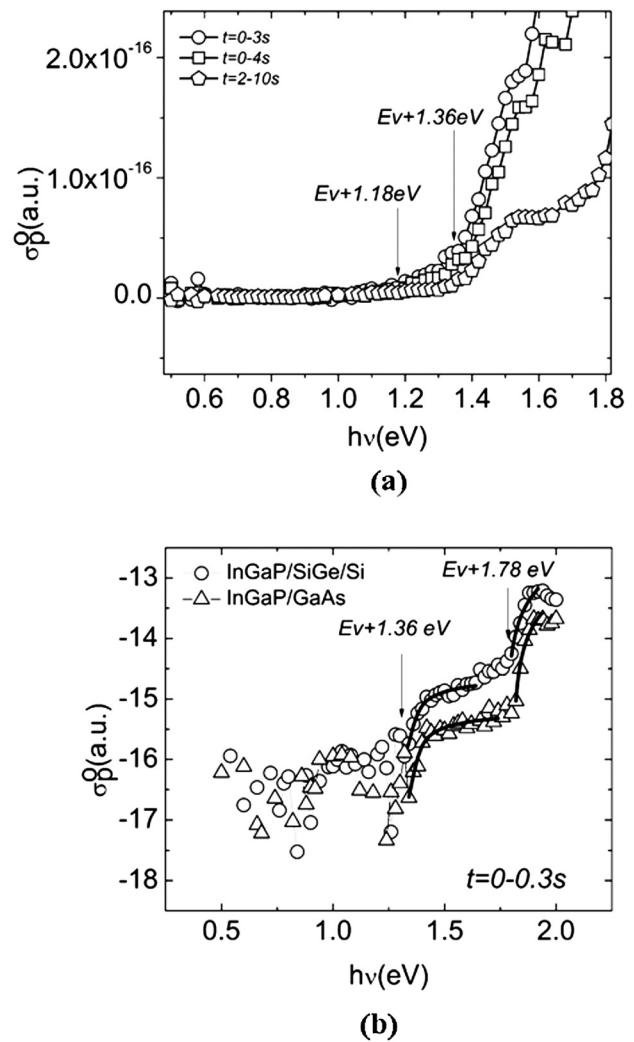 t=0-3s
t=0-4s
t=2-10s
Ev+1.36eV
Ev+1.18eV
2.0x10⁻¹⁶
1.0x10⁻¹⁶
0.0
σₚᵒ(a.u.)
0.6 0.8 1.0 1.2 1.4 1.6 1.8
hν(eV)
(a)
InGaP/SiGe/Si
InGaP/GaAs
Ev+1.78 eV
Ev+1.36 eV
-13
-14
-15
-16
-17
-18
σₚᵒ(a.u.)
t=0-0.3s
0.5 1.0 1.5 2.0
hν(eV)
(b)